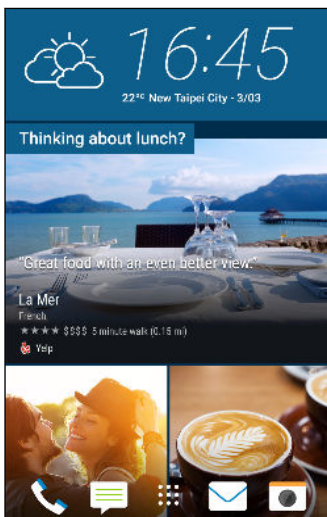 16:45
22°C New Taipei City - 3/03
Thinking about lunch?
"Great food with an even better view."
La Mer
French
$$$$ 5 minute walk (0.16 mi)
Yelp